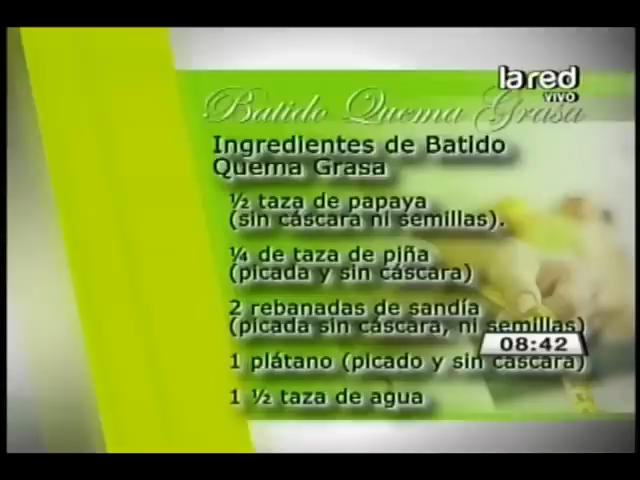 la red
VIVO
Batido Quema Grasa
Ingredientes de Batido
Quema Grasa
½ taza de papaya
(sin cáscara ni semillas).
¼ de taza de piña
(picada y sin cáscara)
2 rebanadas de sandía
(picada sin cáscara, ni semillas)
08:42
1 plátano (picado y sin cáscara)
1 ½ taza de agua